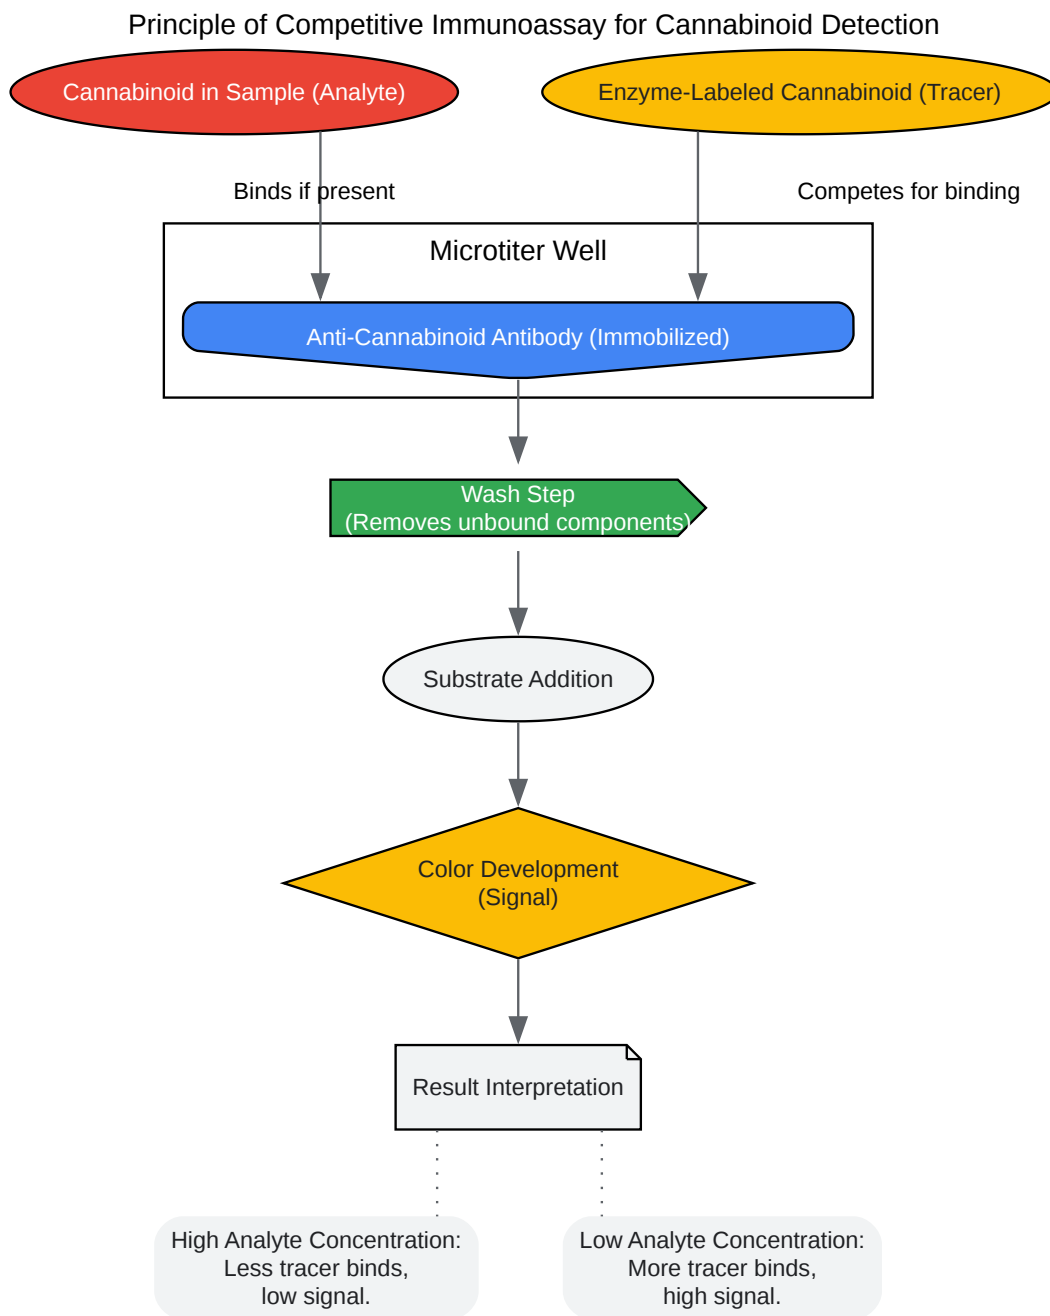 Principle of Competitive Immunoassay for Cannabinoid Detection
Cannabinoid in Sample (Analyte)
Enzyme-Labeled Cannabinoid (Tracer)
Binds if present
Competes for binding
Microtiter Well
Anti-Cannabinoid Antibody (Immobilized)
Wash Step
(Removes unbound components)
Substrate Addition
Color Development
(Signal)
Result Interpretation
High Analyte Concentration:
Less tracer binds,
low signal.
Low Analyte Concentration:
More tracer binds,
high signal.